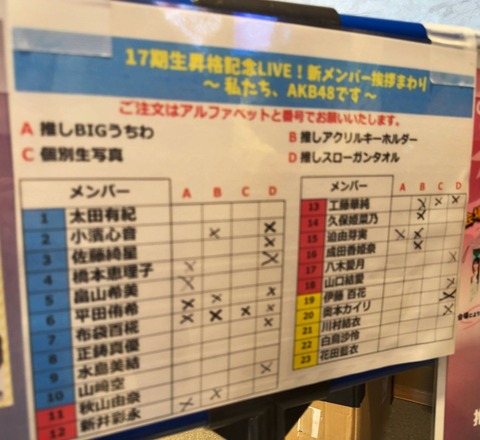 17期生昇格記念LIVE！新メンバー挨拶まわり
～ 私たち、AKB48です ～
ご注文はアルファベットと番号でお願いいたします。
A 推しBIGうちわ
B 推しアクリルキーホルダー
C 個別生写真
D 推しスローガンタオル
メンバー A B C D
1 太田有紀
2 小濱心音
3 佐藤綺星
4 橋本恵理子
5 畠山希美
6 平田侑希
7 布袋百椛
8 正鋳真優
9 水島美結
10 山﨑空
11 秋山由奈
12 新井彩永
メンバー A B C D
13 工藤華純
14 久保姫菜乃
15 迫由芽実
16 成田香姫奈
17 八木愛月
18 山口結愛
19 伊藤 百花
20 奥本カイリ
21 川村結衣
22 白鳥沙怜
23 花田藍衣